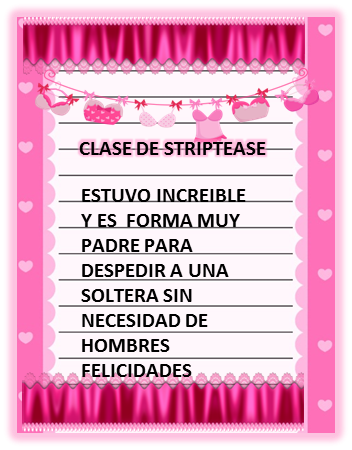 CLASE DE STRIPTEASE
ESTUVO INCREIBLE
Y ES FORMA MUY
PADRE PARA
DESPEDIR A UNA
SOLTERA SIN
NECESIDAD DE
HOMBRES
FELICIDADES